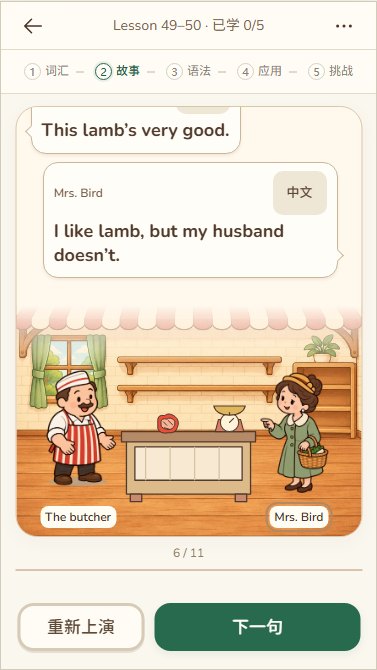 Lesson 49–50 · 已学 0/5
1 词汇 – 2 故事 – 3 语法 – 4 应用 – 5 挑战
This lamb’s very good.
Mrs. Bird
中文
I like lamb, but my husband
doesn’t.
The butcher
Mrs. Bird
6 / 11
重新上演
下一句